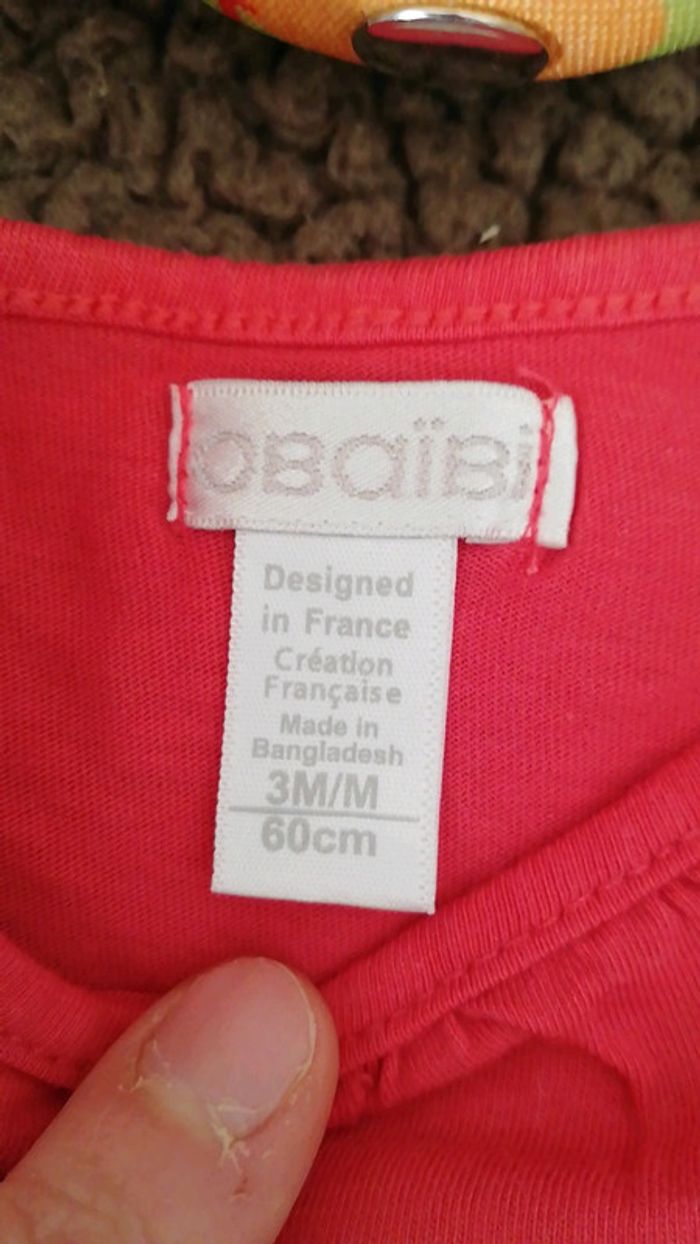 OBaïBi
Designed
in France
Création
Française
Made in
Bangladesh
3M/M
60cm